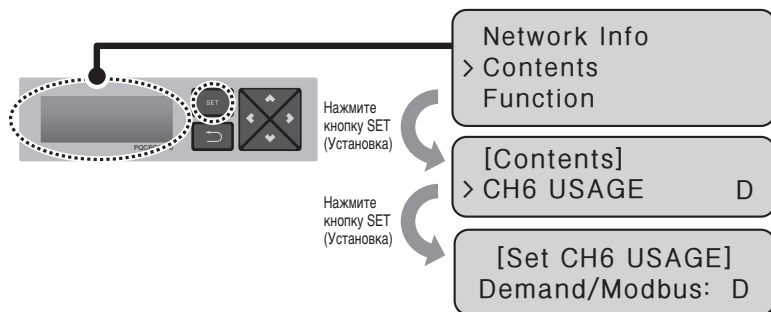 Network Info
> Contents
Function
SET
Нажмите
кнопку SET
(Установка)
[Contents]
> CH6 USAGE D
Нажмите
кнопку SET
(Установка)
[Set CH6 USAGE]
Demand/Modbus: D